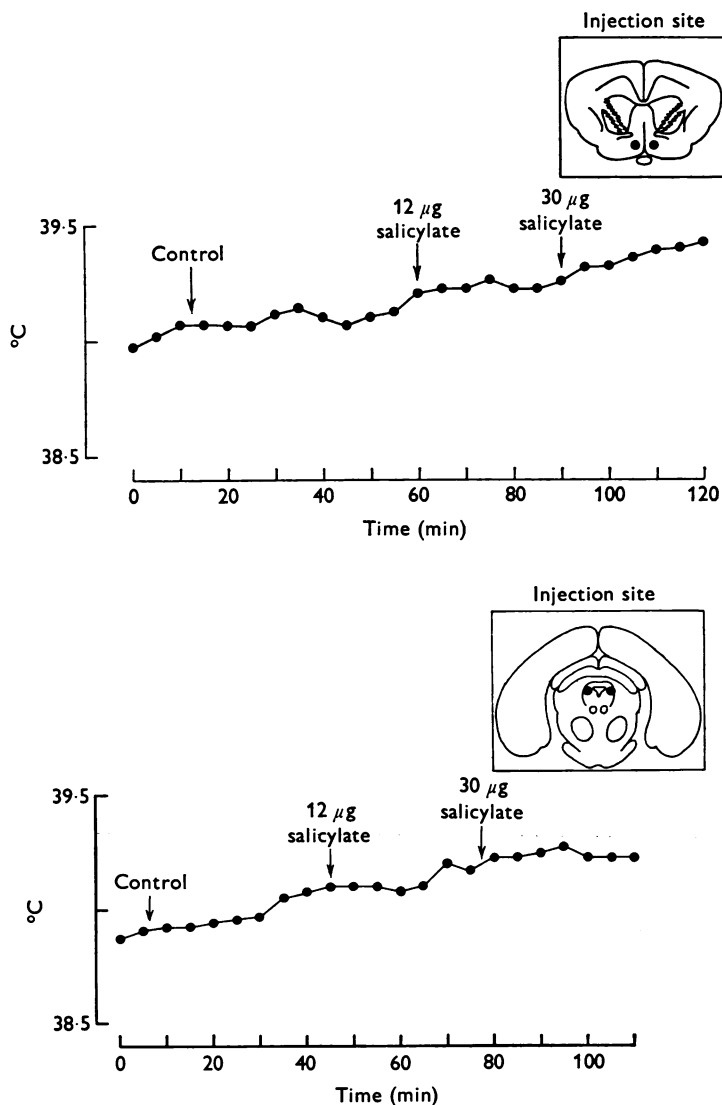 Injection site
39·5
12 μg
salicylate
30 μg
salicylate
Control
°C
38·5
0 20 40 60 80 100 120
Time (min)
Injection site
39·5
12 μg
salicylate
30 μg
salicylate
Control
°C
38·5
0 20 40 60 80 100
Time (min)